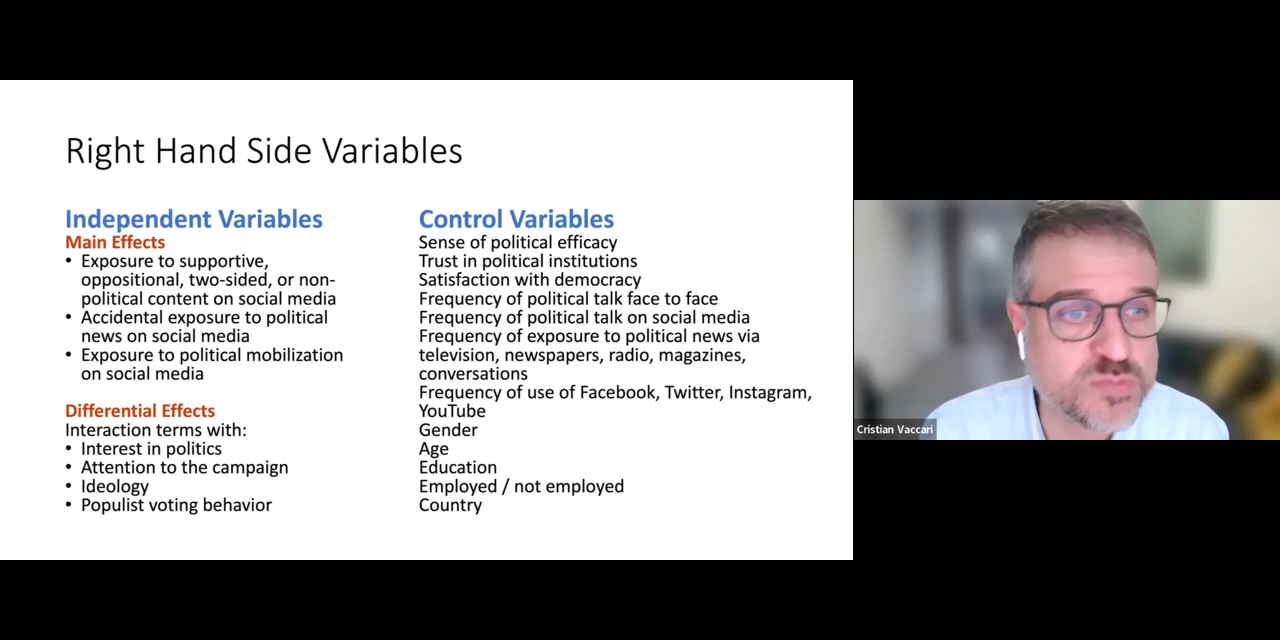 Right Hand Side Variables
Independent Variables
Main Effects
• Exposure to supportive,
oppositional, two-sided, or non-
political content on social media
• Accidental exposure to political
news on social media
• Exposure to political mobilization
on social media
Differential Effects
Interaction terms with:
• Interest in politics
• Attention to the campaign
• Ideology
• Populist voting behavior
Control Variables
Sense of political efficacy
Trust in political institutions
Satisfaction with democracy
Frequency of political talk face to face
Frequency of political talk on social media
Frequency of exposure to political news via
television, newspapers, radio, magazines,
conversations
Frequency of use of Facebook, Twitter, Instagram,
YouTube
Gender
Age
Education
Employed / not employed
Country
Cristian Vaccari